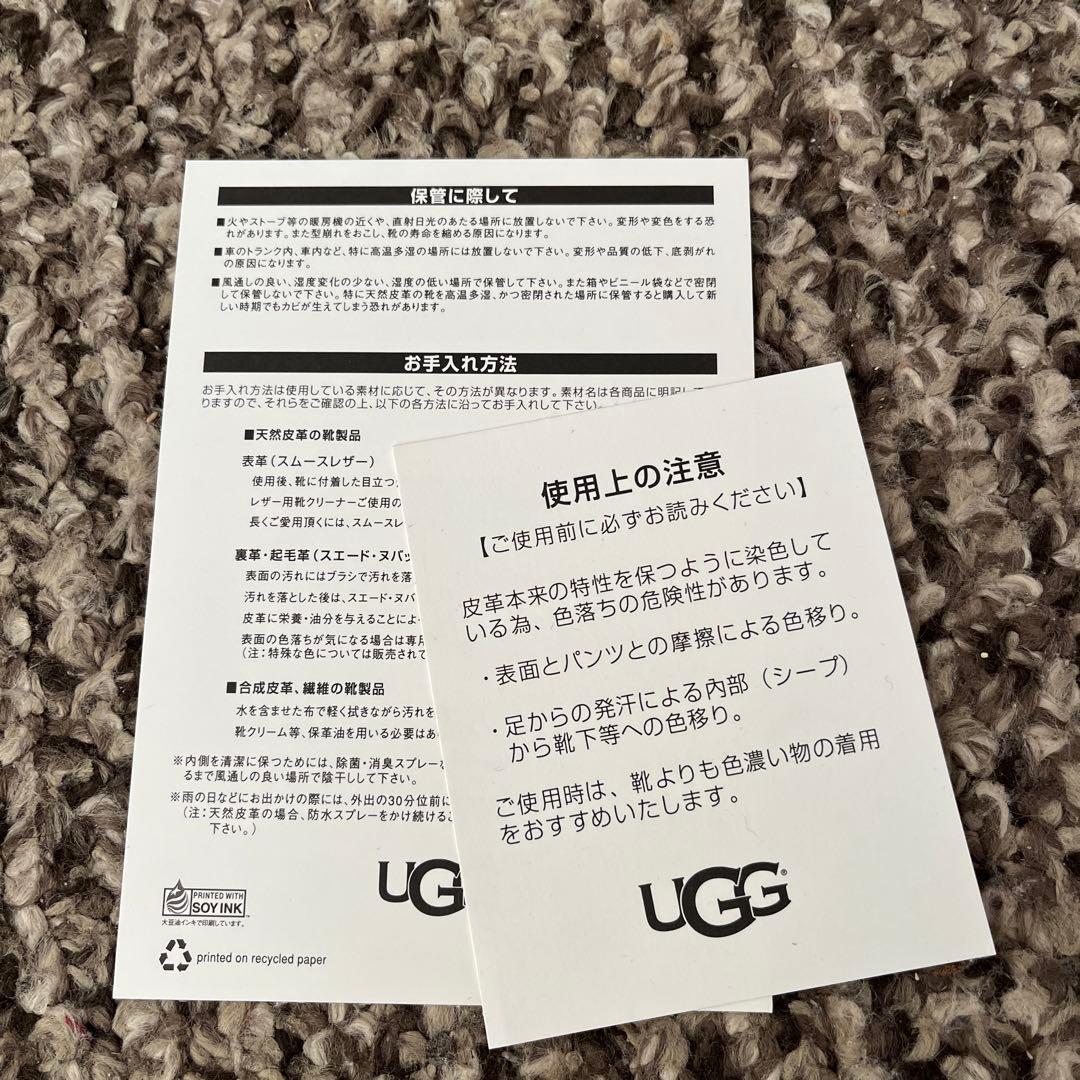 保管に際して
■火やストーブ等の暖房機の近くや、直射日光のあたる場所に放置しないで下さい。変形や変色をする恐
れがあります。また型崩れをおこし、靴の寿命を縮める原因になります。
■車のトランク内、車内など、特に高温多湿の場所には放置しないで下さい。変形や品質の低下、底剥がれ
の原因になります。
■風通しの良い、湿度変化の少ない、湿度の低い場所で保管して下さい。また箱やビニール袋などで密閉
して保管しないで下さい。特に天然皮革の靴を高温多湿、かつ密閉された場所に保管すると購入して新
しい時期でもカビが生えてしまう恐れがあります。
お手入れ方法
お手入れ方法は使用している素材に応じて、その方法が異なります。素材名は各商品に明記して
りますので、それらをご確認の上、以下の各方法に沿ってお手入れして下さい。
■天然皮革の靴製品
表革（スムースレザー）
使用後、靴に付着した目立つ
レザー用靴クリーナーご使用の
長くご愛用頂くには、スムースレ
裏革・起毛革（スエード・ヌバッ
表面の汚れにはブラシで汚れを落
汚れを落とした後は、スエード・ヌバ
皮革に栄養・油分を与えることによ
表面の色落ちが気になる場合は専用
（注：特殊な色については販売されて
■合成皮革、繊維の靴製品
水を含ませた布で軽く拭きながら汚れを
靴クリーム等、保革油を用いる必要はあ
※内側を清潔に保つためには、除菌・消臭スプレーな
るまで風通しの良い場所で陰干しして下さい。
※雨の日などにお出かけの際には、外出の30分位前に
（注：天然皮革の場合、防水スプレーをかけ続けるこ
下さい。）
UGG
PRINTED WITH
SOY INK™
大豆油インキで印刷しています。
printed on recycled paper
使用上の注意
【ご使用前に必ずお読みください】
皮革本来の特性を保つように染色して
いる為、色落ちの危険性があります。
・表面とパンツとの摩擦による色移り。
・足からの発汗による内部（シープ）
から靴下等への色移り。
ご使用時は、靴よりも色濃い物の着用
をおすすめいたします。
UGG®